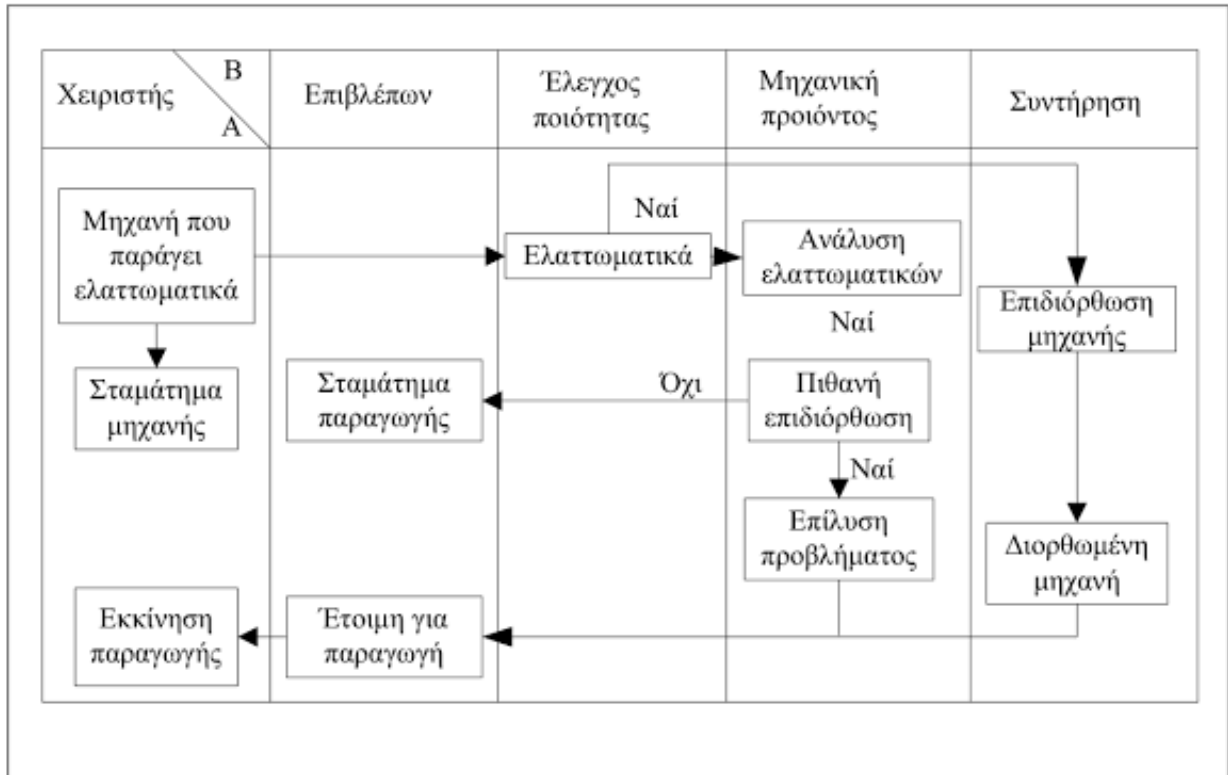 Χειριστής
Β
Α
Επιβλέπων
Έλεγχος
ποιότητας
Μηχανική
προιόντος
Συντήρηση
Μηχανή που
παράγει
ελαττωματικά
Ναί
Ελαττωματικά
Ανάλυση
ελαττωματικών
Ναί
Επιδιόρθωση
μηχανής
Σταμάτημα
μηχανής
Σταμάτημα
παραγωγής
Όχι
Πιθανή
επιδιόρθωση
Ναί
Επίλυση
προβλήματος
Διορθωμένη
μηχανή
Εκκίνηση
παραγωγής
Έτοιμη για
παραγωγή